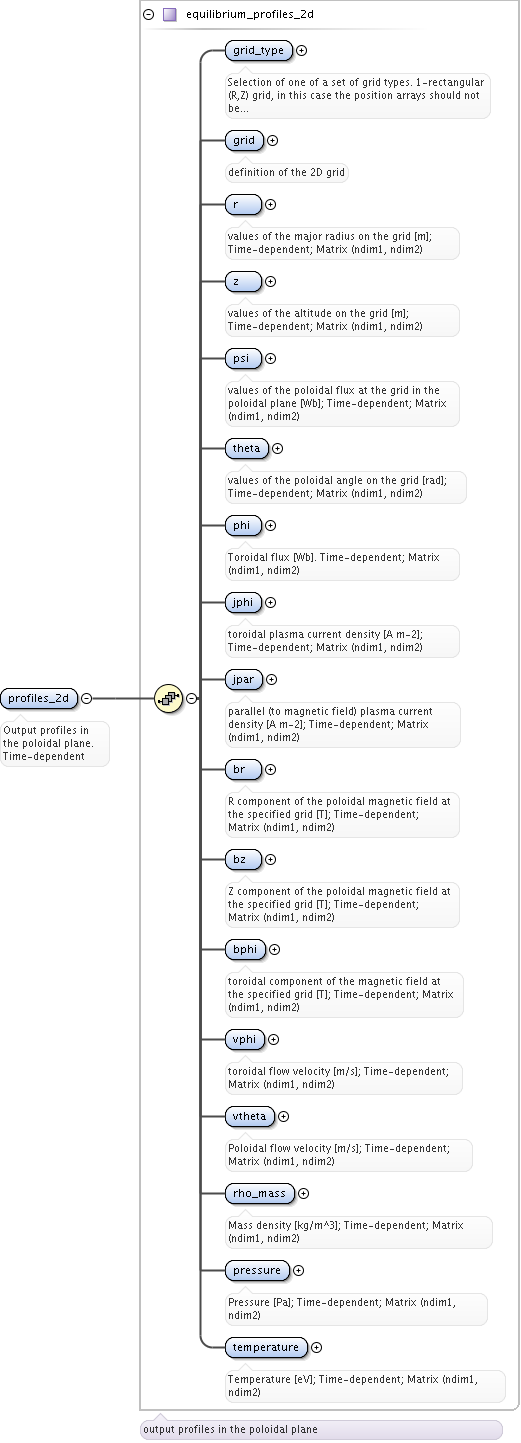 equilibrium_profiles_2d
grid_type
Selection of one of a set of grid types. 1-rectangular
(R,Z) grid, in this case the position arrays should not
be...
grid
definition of the 2D grid
r
values of the major radius on the grid [m];
Time-dependent; Matrix (ndim1, ndim2)
z
values of the altitude on the grid [m];
Time-dependent; Matrix (ndim1, ndim2)
psi
values of the poloidal flux at the grid in the
poloidal plane [Wb]; Time-dependent; Matrix
(ndim1, ndim2)
theta
values of the poloidal angle on the grid [rad];
Time-dependent; Matrix (ndim1, ndim2)
phi
Toroidal flux [Wb]. Time-dependent; Matrix
(ndim1, ndim2)
jphi
toroidal plasma current density [A m-2];
Time-dependent; Matrix (ndim1, ndim2)
jpar
parallel (to magnetic field) plasma current
density [A m-2]; Time-dependent; Matrix
(ndim1, ndim2)
profiles_2d
Output profiles in
the poloidal plane.
Time-dependent
br
R component of the poloidal magnetic field at
the specified grid [T]; Time-dependent;
Matrix (ndim1, ndim2)
bz
Z component of the poloidal magnetic field at
the specified grid [T]; Time-dependent;
Matrix (ndim1, ndim2)
bphi
toroidal component of the magnetic field at
the specified grid [T]; Time-dependent; Matrix
(ndim1, ndim2)
vphi
toroidal flow velocity [m/s]; Time-dependent;
Matrix (ndim1, ndim2)
vtheta
Poloidal flow velocity [m/s]; Time-dependent;
Matrix (ndim1, ndim2)
rho_mass
Mass density [kg/m^3]; Time-dependent; Matrix
(ndim1, ndim2)
pressure
Pressure [Pa]; Time-dependent; Matrix (ndim1,
ndim2)
temperature
Temperature [eV]; Time-dependent; Matrix (ndim1,
ndim2)
output profiles in the poloidal plane